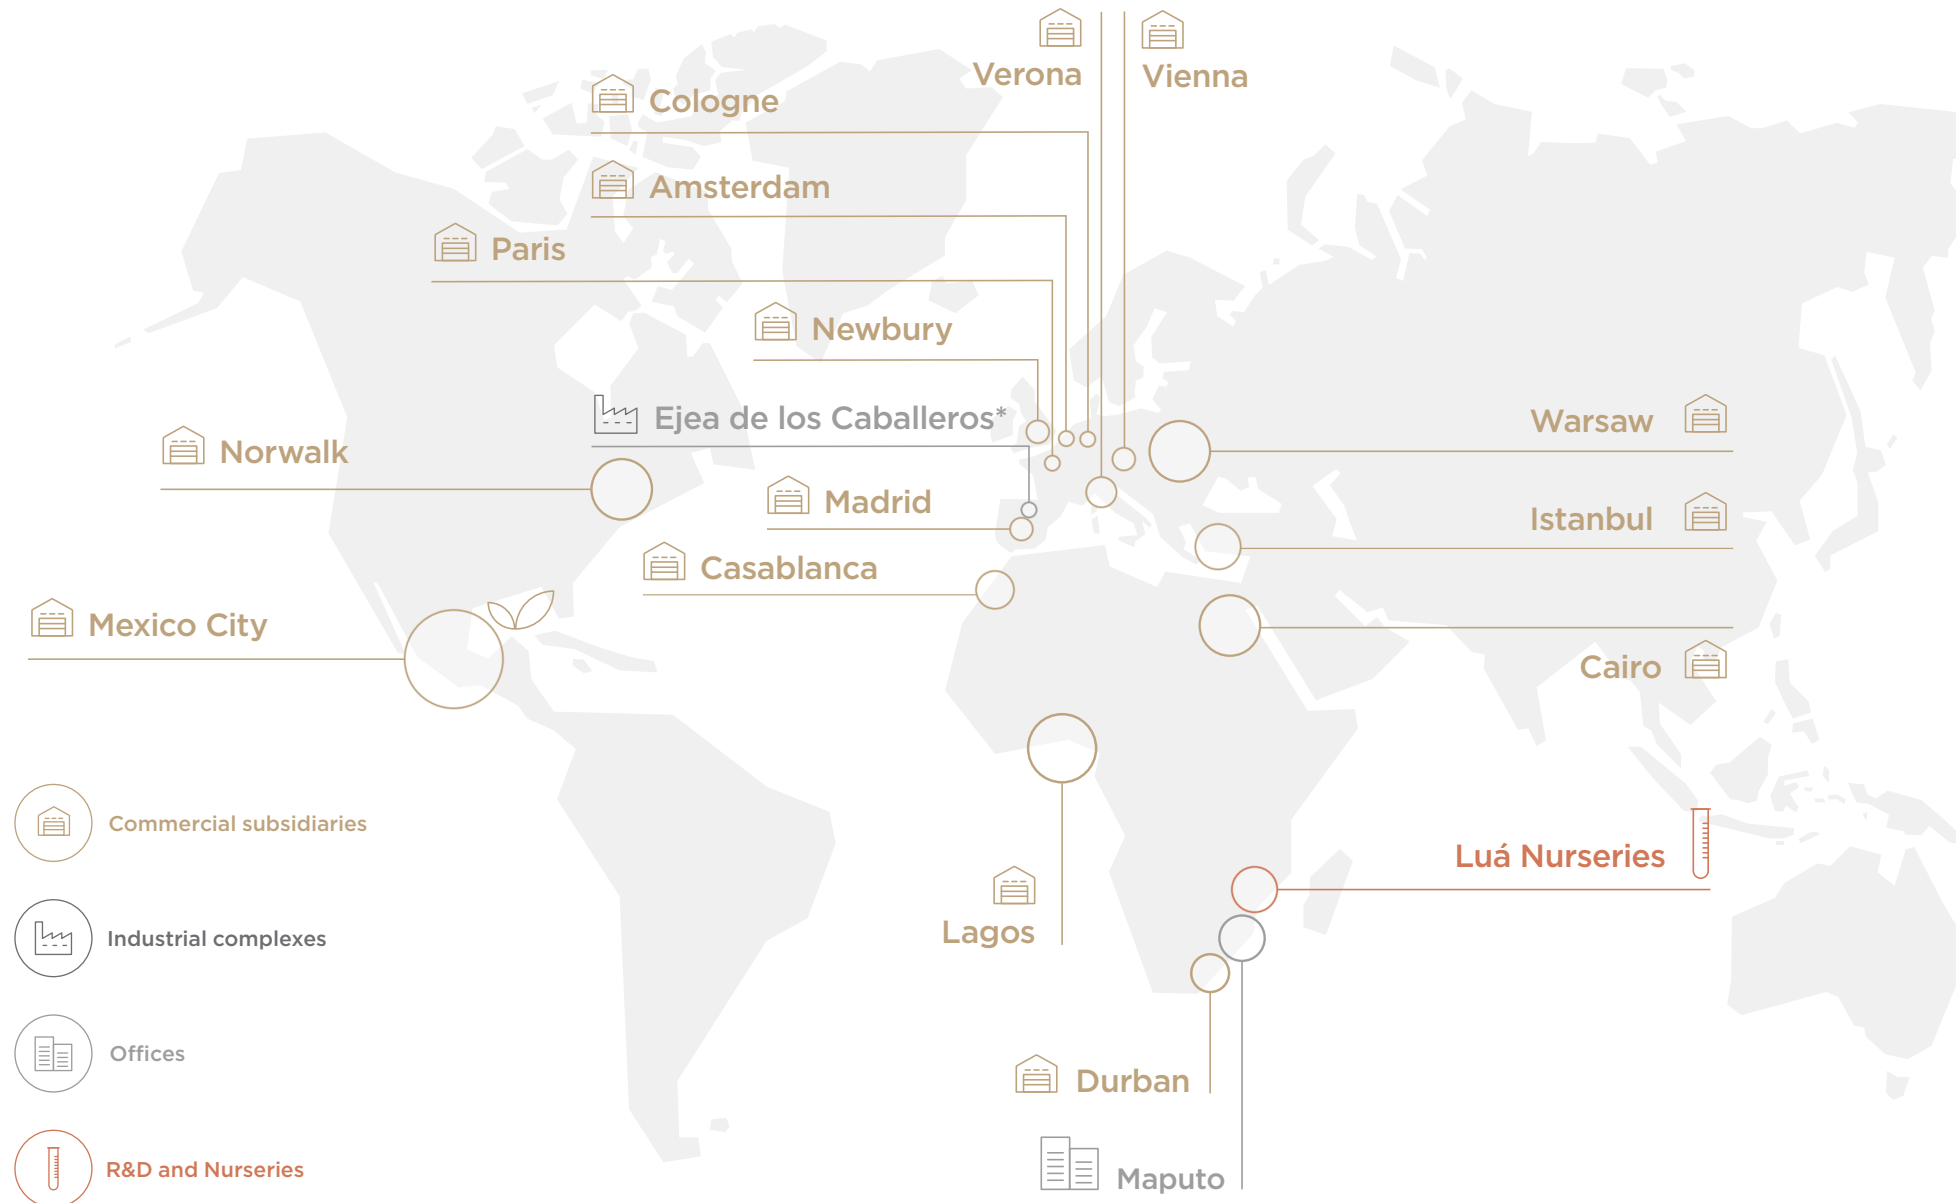 Verona
Vienna
Cologne
Amsterdam
Paris
Newbury
Ejea de los Caballeros*
Warsaw
Norwalk
Madrid
Istanbul
Casablanca
Mexico City
Cairo
Commercial subsidiaries
Luá Nurseries
Lagos
Industrial complexes
Offices
Durban
R&D and Nurseries
Maputo